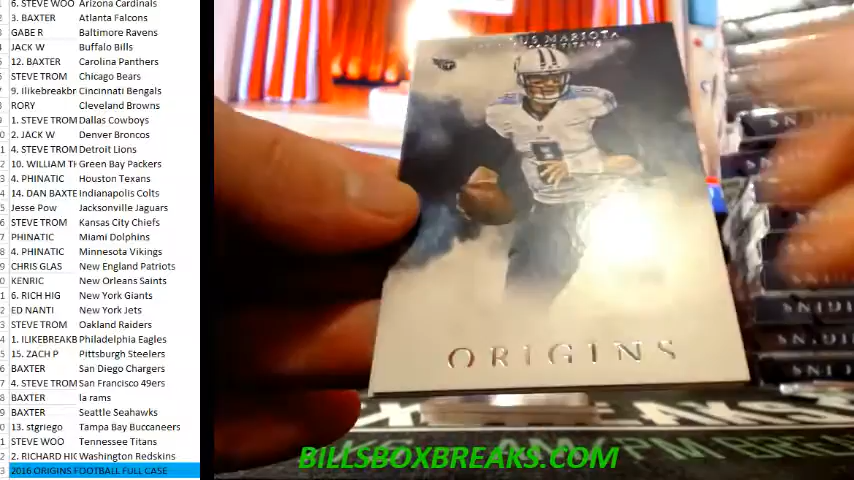 6. STEVE WOO Arizona Cardinals
3. BAXTER Atlanta Falcons
GABE R Baltimore Ravens
JACK W Buffalo Bills
12. BAXTER Carolina Panthers
STEVE TROM Chicago Bears
9. Ilikebreakbr Cincinnati Bengals
RORY Cleveland Browns
1. STEVE TROM Dallas Cowboys
2. JACK W Denver Broncos
4. STEVE TROM Detroit Lions
10. WILLIAM TH Green Bay Packers
4. PHINATIC Houston Texans
14. DAN BAXTE Indianapolis Colts
Jesse Pow Jacksonville Jaguars
STEVE TROM Kansas City Chiefs
PHINATIC Miami Dolphins
4. PHINATIC Minnesota Vikings
CHRIS GLAS New England Patriots
KENRIC New Orleans Saints
6. RICH HIG New York Giants
ED NANTI New York Jets
STEVE TROM Oakland Raiders
1. ILIKEBREAKB Philadelphia Eagles
15. ZACH P Pittsburgh Steelers
BAXTER San Diego Chargers
4. STEVE TROM San Francisco 49ers
BAXTER la rams
BAXTER Seattle Seahawks
13. stgriego Tampa Bay Buccaneers
STEVE WOO Tennessee Titans
2. RICHARD HIG Washington Redskins
2016 ORIGINS FOOTBALL FULL CASE
US MARIOTA
8
ORIGINS
BILLSBOXBREAKS.COM